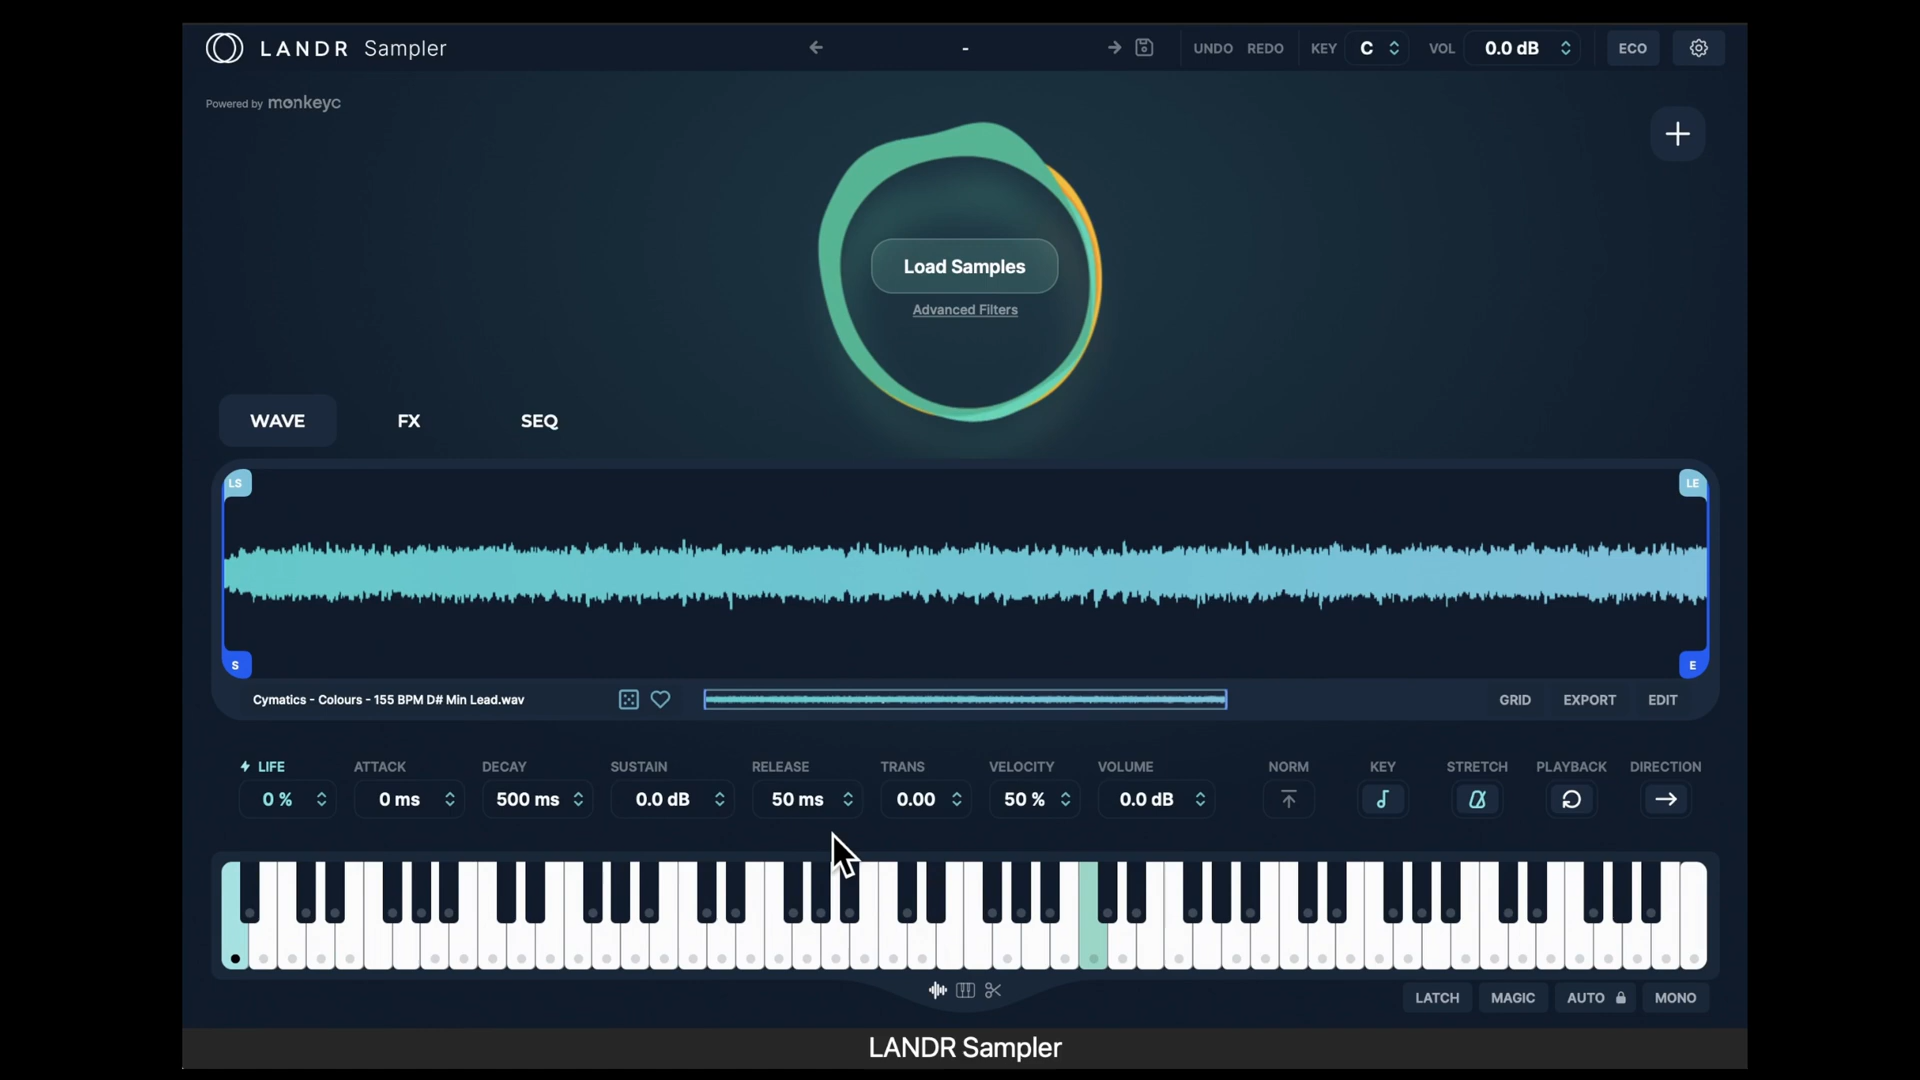 LANDR Sampler
-
UNDO REDO KEY C VOL 0.0 dB ECO
Powered by monkeyc
Load Samples
Advanced Filters
WAVE FX SEQ
LS LE
S E
Cymatics - Colours - 155 BPM D# Min Lead.wav
GRID EXPORT EDIT
LIFE ATTACK DECAY SUSTAIN RELEASE TRANS VELOCITY VOLUME NORM KEY STRETCH PLAYBACK DIRECTION
0 % 0 ms 500 ms 0.0 dB 50 ms 0.00 50 % 0.0 dB
LATCH MAGIC AUTO MONO
LANDR Sampler